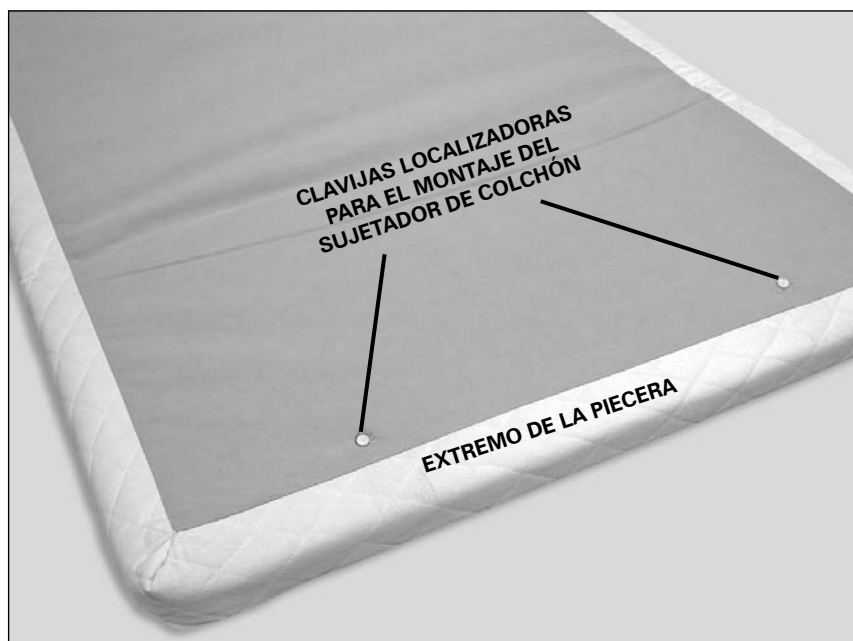 CLAVIJAS LOCALIZADORAS
PARA EL MONTAJE DEL
SUJETADOR DE COLCHÓN
EXTREMO DE LA PIECERA